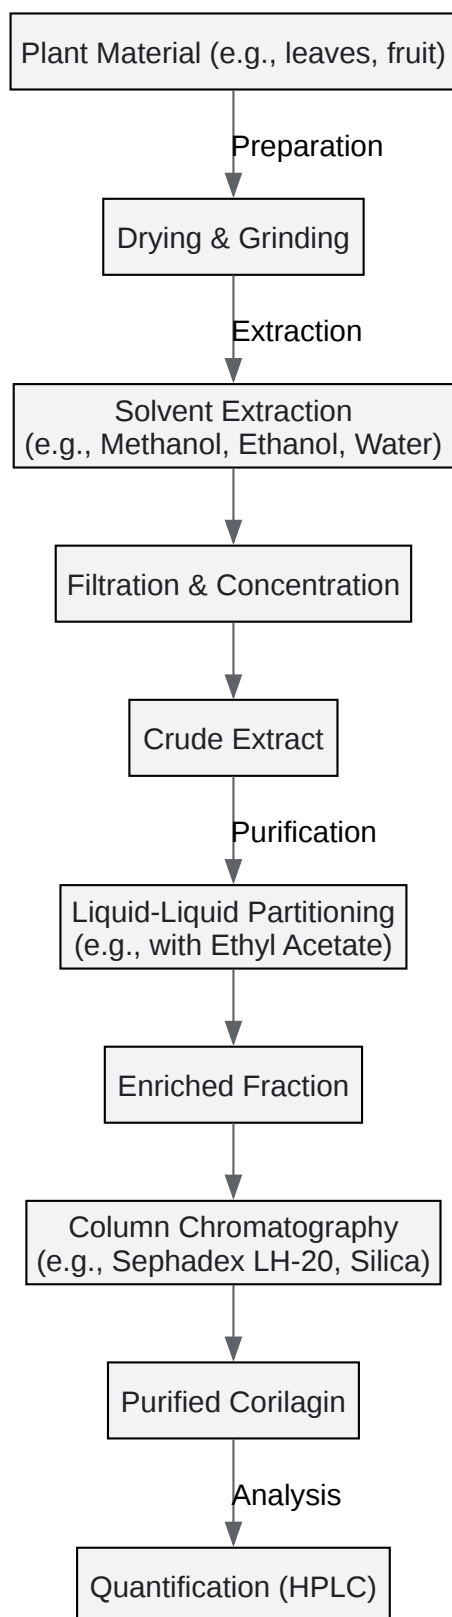 Plant Material (e.g., leaves, fruit)
Preparation
Drying & Grinding
Extraction
Solvent Extraction
(e.g., Methanol, Ethanol, Water)
Filtration & Concentration
Crude Extract
Purification
Liquid-Liquid Partitioning
(e.g., with Ethyl Acetate)
Enriched Fraction
Column Chromatography
(e.g., Sephadex LH-20, Silica)
Purified Corilagin
Analysis
Quantification (HPLC)